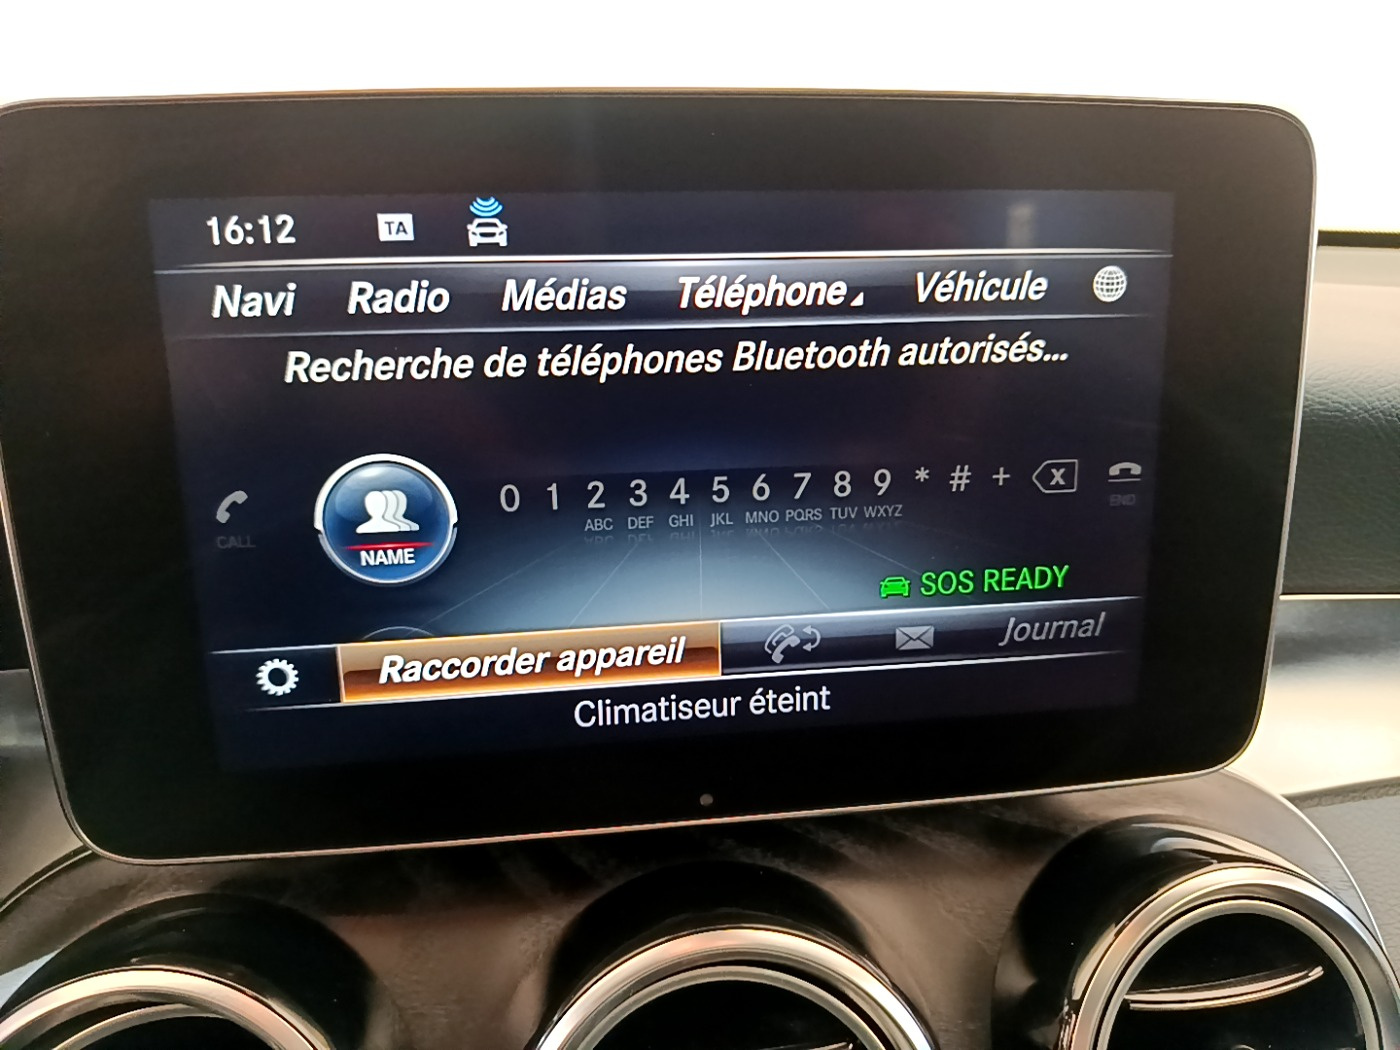 16:12 TA
Navi Radio Médias Téléphone Véhicule
Recherche de téléphones Bluetooth autorisés...
0 1 2 3 4 5 6 7 8 9 * # + x
ABC DEF GHI JKL MNO PQRS TUV WXYZ
CALL
NAME
END
SOS READY
Raccorder appareil
Journal
Climatiseur éteint